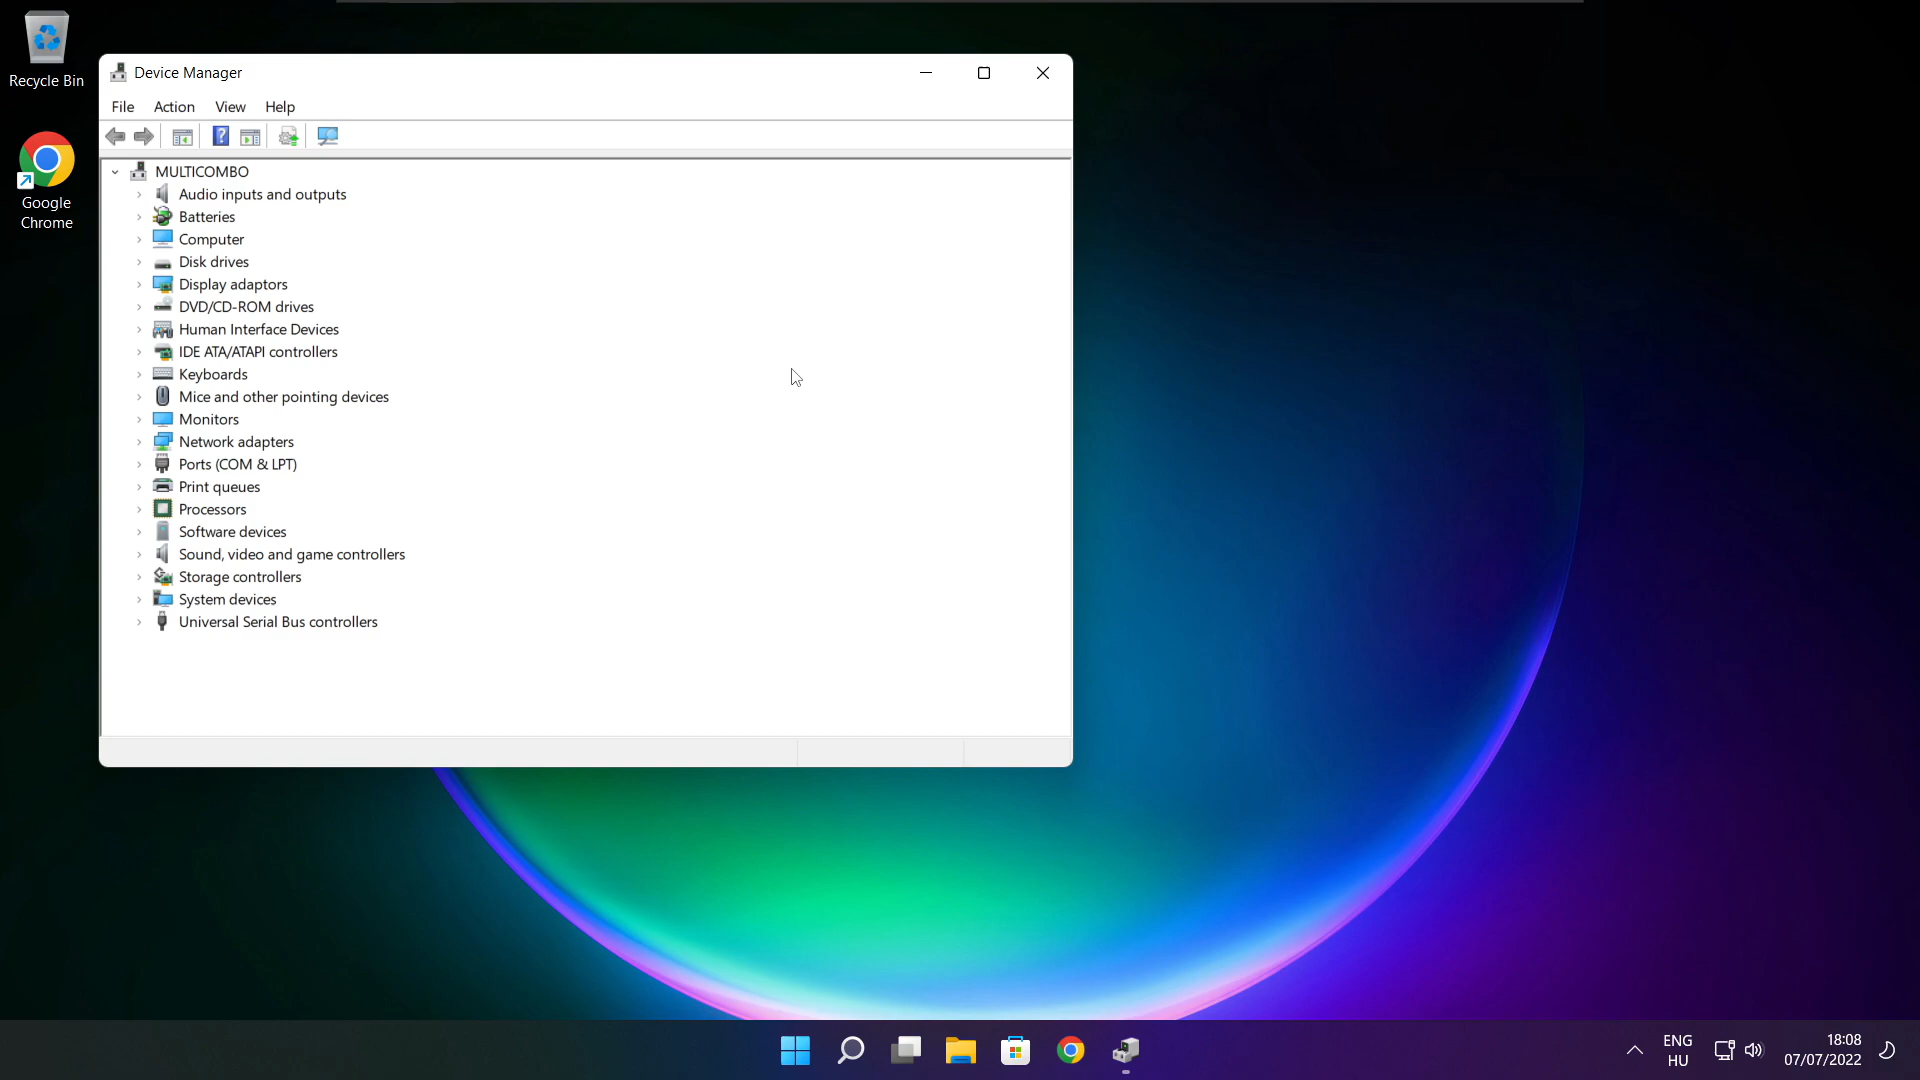 Recycle Bin
Google
Chrome
Device Manager
File Action View Help
MULTICOMBO
Audio inputs and outputs
Batteries
Computer
Disk drives
Display adaptors
DVD/CD-ROM drives
Human Interface Devices
IDE ATA/ATAPI controllers
Keyboards
Mice and other pointing devices
Monitors
Network adapters
Ports (COM & LPT)
Print queues
Processors
Software devices
Sound, video and game controllers
Storage controllers
System devices
Universal Serial Bus controllers
ENG
HU
18:08
07/07/2022